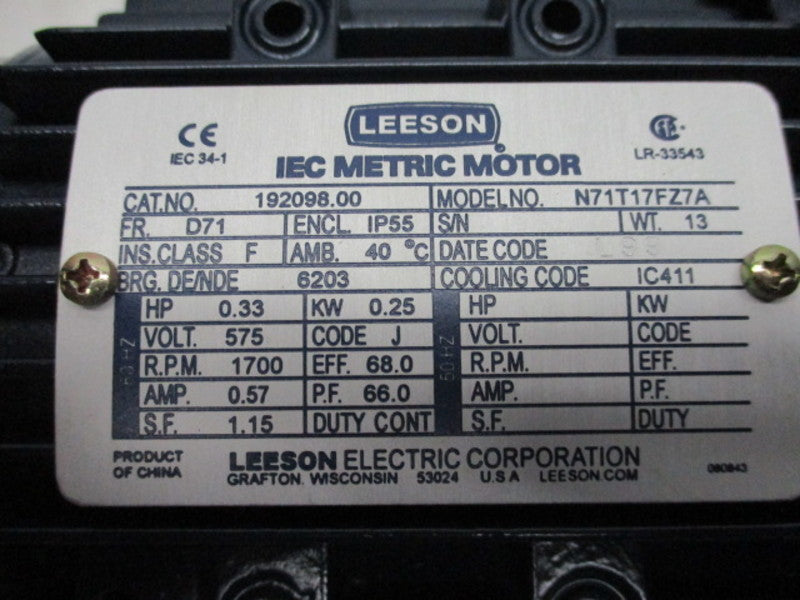 CE
IEC 34-1
LEESON
IEC METRIC MOTOR
LR-33543
CAT.NO. 192098.00 MODEL NO. N71T17FZ7A
FR. D71 ENCL. IP55 S/N WT. 13
INS.CLASS F AMB. 40 °C DATE CODE
BRG. DE/NDE 6203 COOLING CODE IC411
60 HZ
HP 0.33 KW 0.25
VOLT. 575 CODE J
R.P.M. 1700 EFF. 68.0
AMP. 0.57 P.F. 66.0
S.F. 1.15 DUTY CONT
50 HZ
HP KW
VOLT. CODE
R.P.M. EFF.
AMP. P.F.
S.F. DUTY
PRODUCT
OF CHINA
LEESON ELECTRIC CORPORATION
GRAFTON. WISCONSIN 53024 U.S.A LEESON.COM
080843